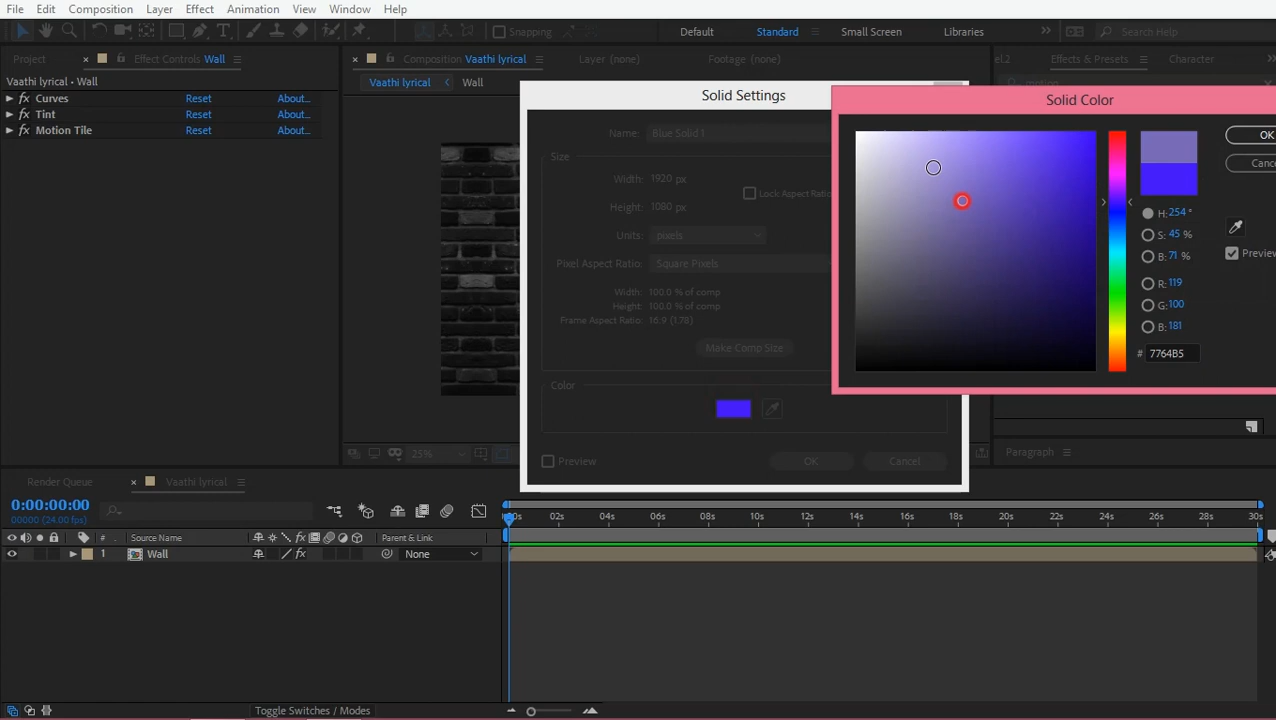 File Edit Composition Layer Effect Animation View Window Help
Snapping Default Standard Small Screen Libraries Search Help
Project Effect Controls Wall Composition Vaathi lyrical Layer (none) Footage (none) Effects & Presets Character
Vaathi lyrical • Wall Vaathi lyrical Wall
Curves Reset About...
Tint Reset About...
Motion Tile Reset About...
25%
Solid Settings
Name: Blue Solid 1
Size
Width: 1920 px
Lock Aspect Ratio
Height: 1080 px
Units: pixels
Pixel Aspect Ratio: Square Pixels
Width: 100.0 % of comp
Height: 100.0 % of comp
Frame Aspect Ratio: 16:9 (1.78)
Make Comp Size
Color
Preview OK Cancel
Solid Color
OK
Cance
H: 254 °
S: 45 %
B: 71 %
Preview
R: 119
G: 100
B: 181
# 7764B5
Paragraph
Render Queue Vaathi lyrical
0:00:00:00
00000 (24.00 fps)
02s 04s 06s 08s 10s 12s 14s 16s 18s 20s 22s 24s 26s 28s 30s
# Source Name Parent & Link
1 Wall None
Toggle Switches / Modes